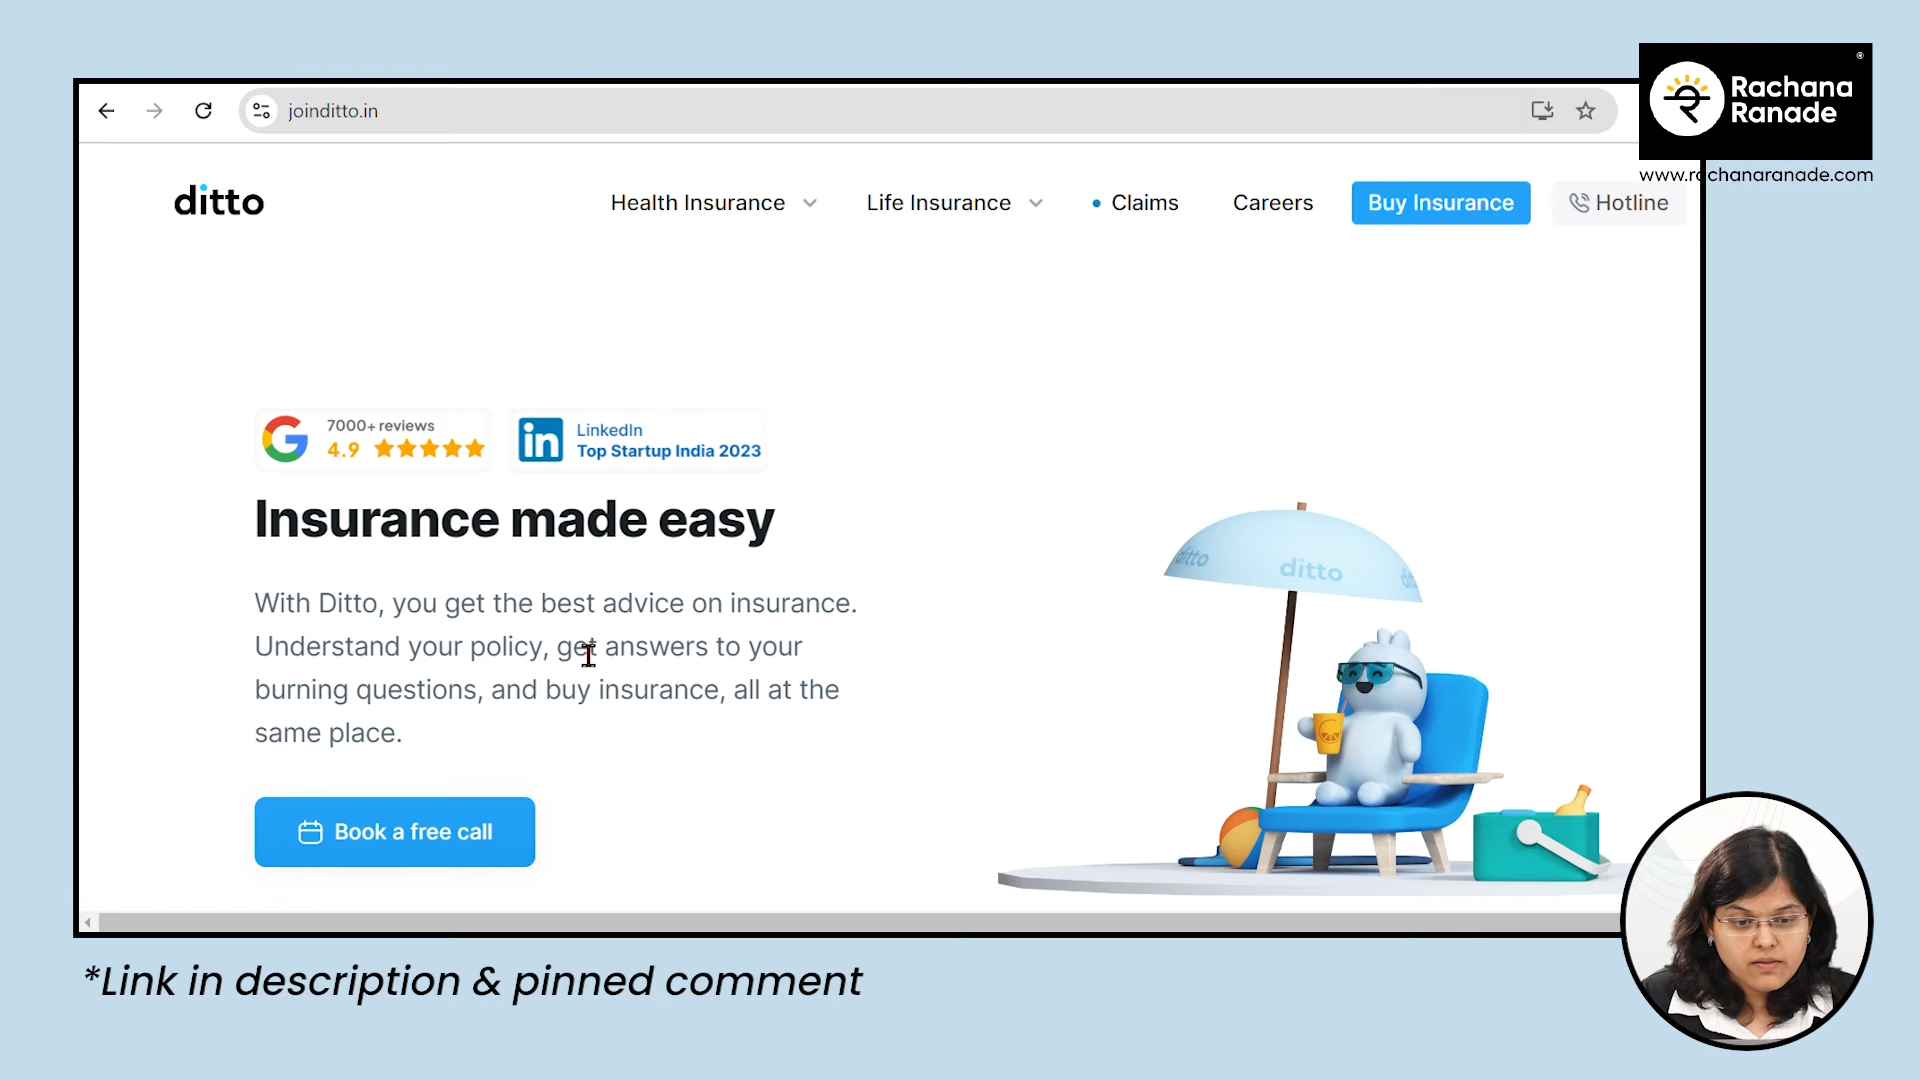 joinditto.in
®
Rachana
Ranade
www.rachanaranade.com
ditto
Health Insurance
Life Insurance
Claims
Careers
Buy Insurance
Hotline
7000+ reviews
4.9
in
LinkedIn
Top Startup India 2023
Insurance made easy
With Ditto, you get the best advice on insurance.
Understand your policy, get answers to your
burning questions, and buy insurance, all at the
same place.
Book a free call
ditto
ditto
*Link in description & pinned comment